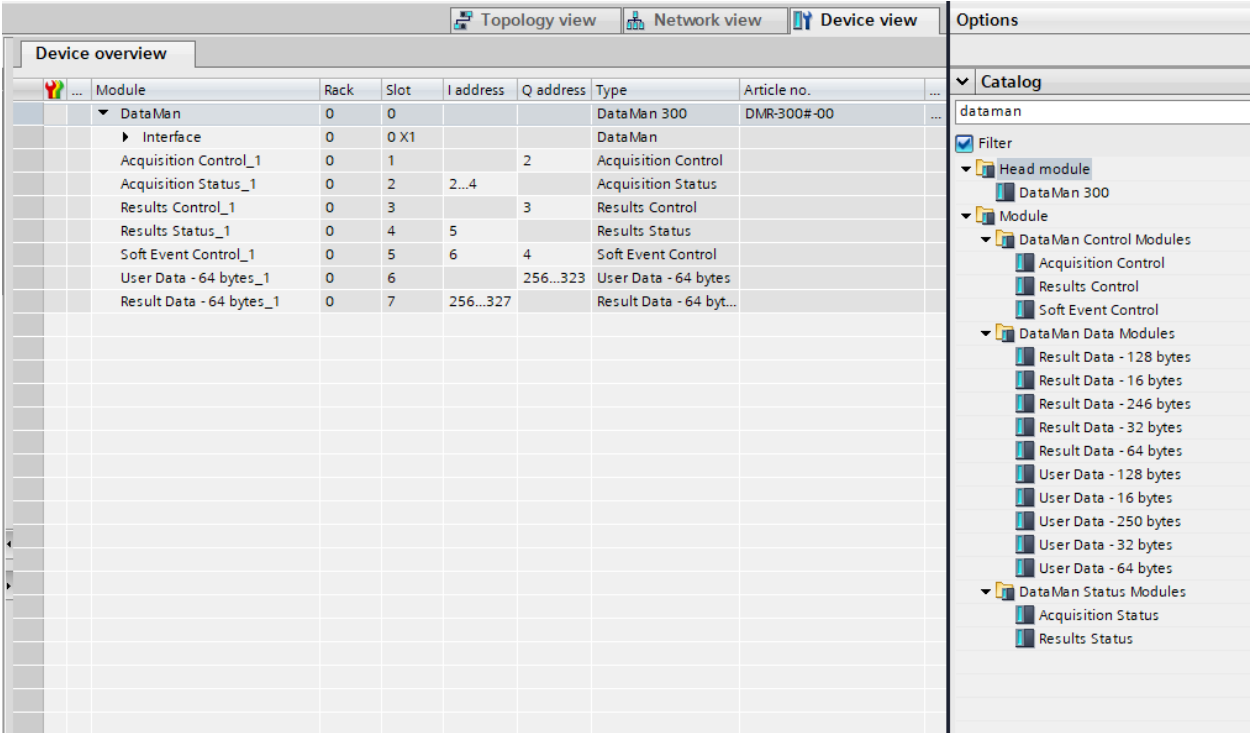 Topology view Network view Device view Options
Device overview
Catalog
... Module Rack Slot I address Q address Type Article no. ...
dataman
DataMan 0 0 DataMan 300 DMR-300#-00 ...
Interface 0 0 X1 DataMan
Filter
Acquisition Control_1 0 1 2 Acquisition Control
Head module
Acquisition Status_1 0 2 2...4 Acquisition Status
DataMan 300
Results Control_1 0 3 3 Results Control
Module
Results Status_1 0 4 5 Results Status
DataMan Control Modules
Soft Event Control_1 0 5 6 4 Soft Event Control
Acquisition Control
User Data - 64 bytes_1 0 6 256...323 User Data - 64 bytes
Results Control
Result Data - 64 bytes_1 0 7 256...327 Result Data - 64 byt...
Soft Event Control
DataMan Data Modules
Result Data - 128 bytes
Result Data - 16 bytes
Result Data - 246 bytes
Result Data - 32 bytes
Result Data - 64 bytes
User Data - 128 bytes
User Data - 16 bytes
User Data - 250 bytes
User Data - 32 bytes
User Data - 64 bytes
DataMan Status Modules
Acquisition Status
Results Status